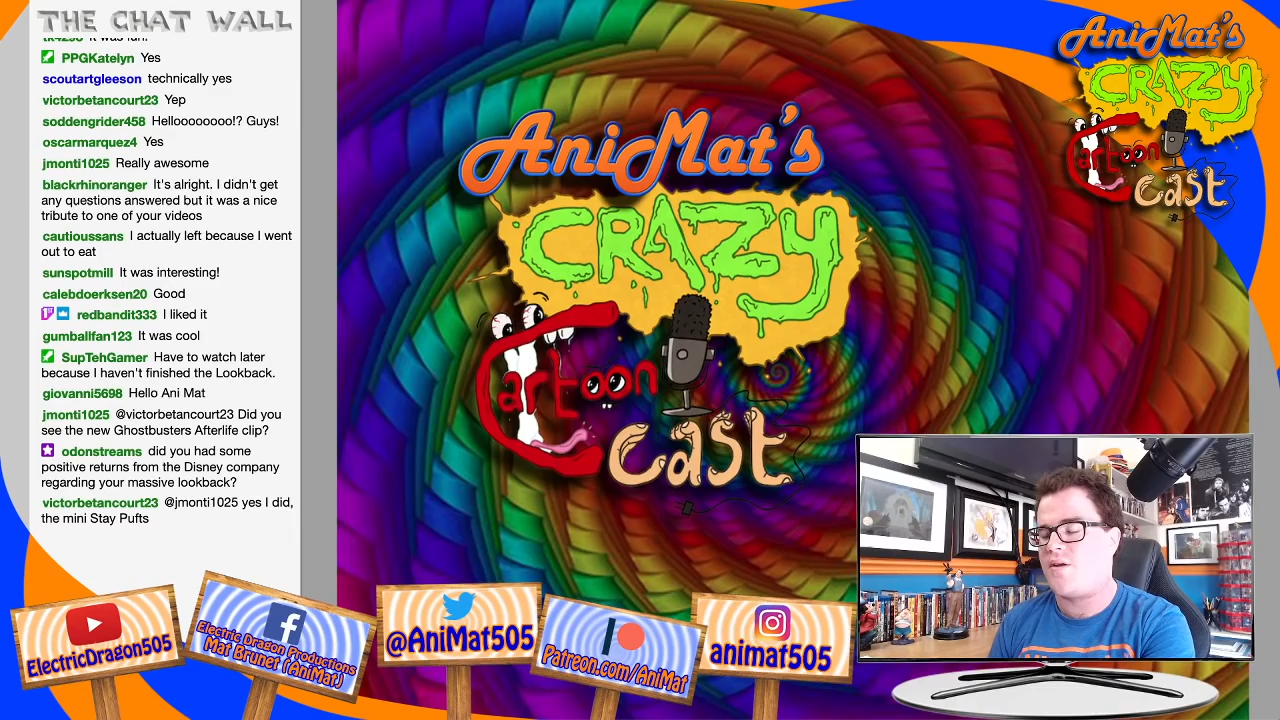 THE CHAT WALL
tk4293 It was fun!
PPGKatelyn Yes
scoutartgleeson technically yes
victorbetancourt23 Yep
soddengrider458 Helloooooooo!? Guys!
oscarmarquez4 Yes
jmonti1025 Really awesome
blackrhinoranger It's alright. I didn't get
any questions answered but it was a nice
tribute to one of your videos
cautioussans I actually left because I went
out to eat
sunspotmill It was interesting!
calebdoerksen20 Good
redbandit333 I liked it
gumballfan123 It was cool
SupTehGamer Have to watch later
because I haven't finished the Lookback.
giovanni5698 Hello Ani Mat
jmonti1025 @victorbetancourt23 Did you
see the new Ghostbusters Afterlife clip?
odonstreams did you had some
positive returns from the Disney company
regarding your massive lookback?
victorbetancourt23 @jmonti1025 yes I did,
the mini Stay Pufts
AniMat's
CRAZY
Cartoon
Cast
AniMat's
CRAZY
Cartoon
Cast
ElectricDragon505
Electric Dragon Productions
Mat Brunet (AniMat)
@AniMat505
Patreon.com/AniMat
animat505